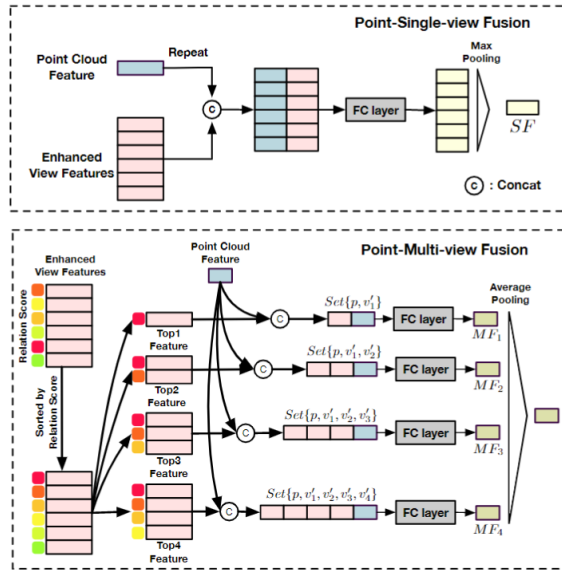 Point-Single-view Fusion
Point Cloud
Feature
Repeat
Max
Pooling
C
FC layer
SF
Enhanced
View Features
C : Concat
Point-Multi-view Fusion
Enhanced
View Features
Point Cloud
Feature
Average
Pooling
Relation Score
Set{p, v′₁}
C
FC layer
MF₁
Top1
Feature
Set{p, v′₁, v′₂}
C
FC layer
MF₂
Top2
Feature
Sorted by
Relation Score
Set{p, v′₁, v′₂, v′₃}
C
FC layer
MF₃
Top3
Feature
Set{p, v′₁, v′₂, v′₃, v′₄}
C
FC layer
MF₄
Top4
Feature